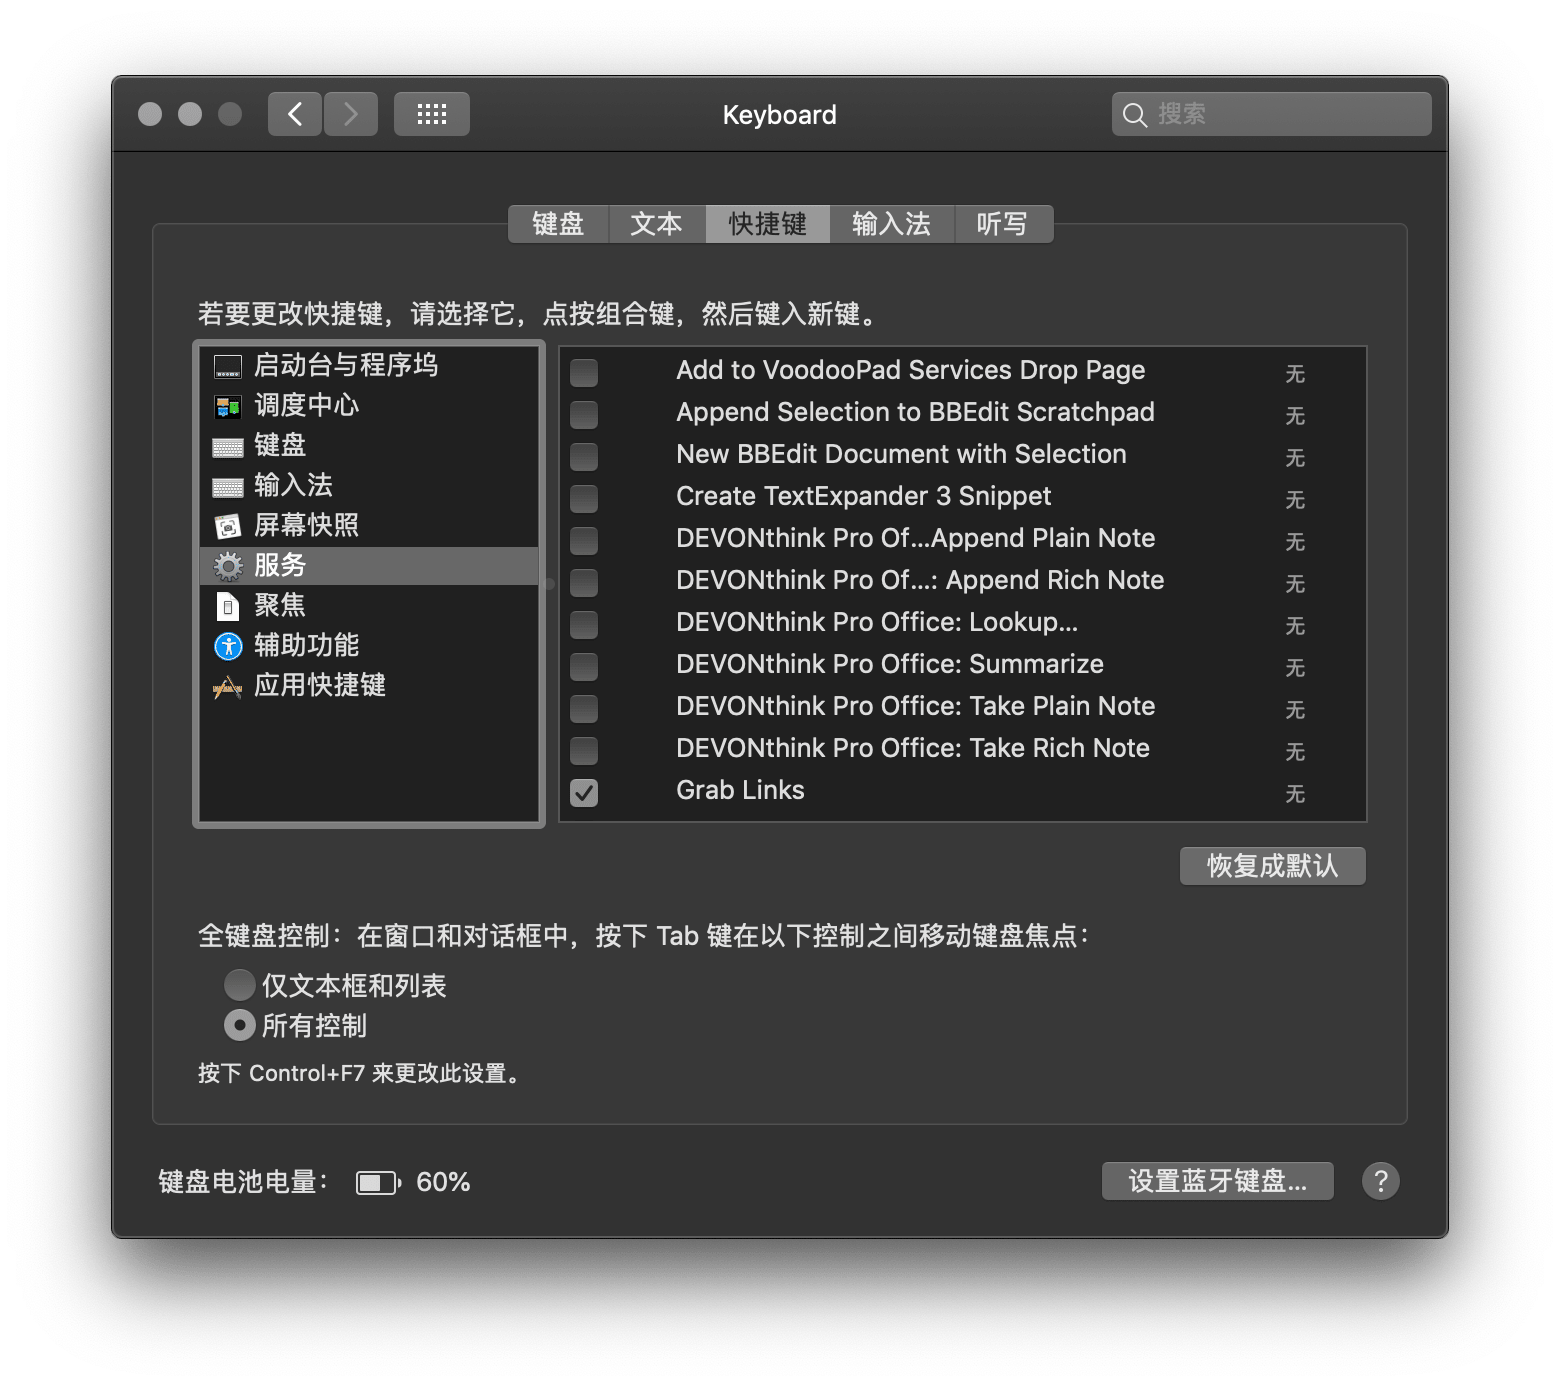 Keyboard
搜索
键盘 文本 快捷键 输入法 听写
若要更改快捷键，请选择它，点按组合键，然后键入新键。
启动台与程序坞
调度中心
键盘
输入法
屏幕快照
服务
聚焦
辅助功能
应用快捷键
Add to VoodooPad Services Drop Page 无
Append Selection to BBEdit Scratchpad 无
New BBEdit Document with Selection 无
Create TextExpander 3 Snippet 无
DEVONthink Pro Of...Append Plain Note 无
DEVONthink Pro Of...: Append Rich Note 无
DEVONthink Pro Office: Lookup... 无
DEVONthink Pro Office: Summarize 无
DEVONthink Pro Office: Take Plain Note 无
DEVONthink Pro Office: Take Rich Note 无
Grab Links 无
恢复成默认
全键盘控制：在窗口和对话框中，按下 Tab 键在以下控制之间移动键盘焦点：
仅文本框和列表
所有控制
按下 Control+F7 来更改此设置。
键盘电池电量： 60%
设置蓝牙键盘... ?